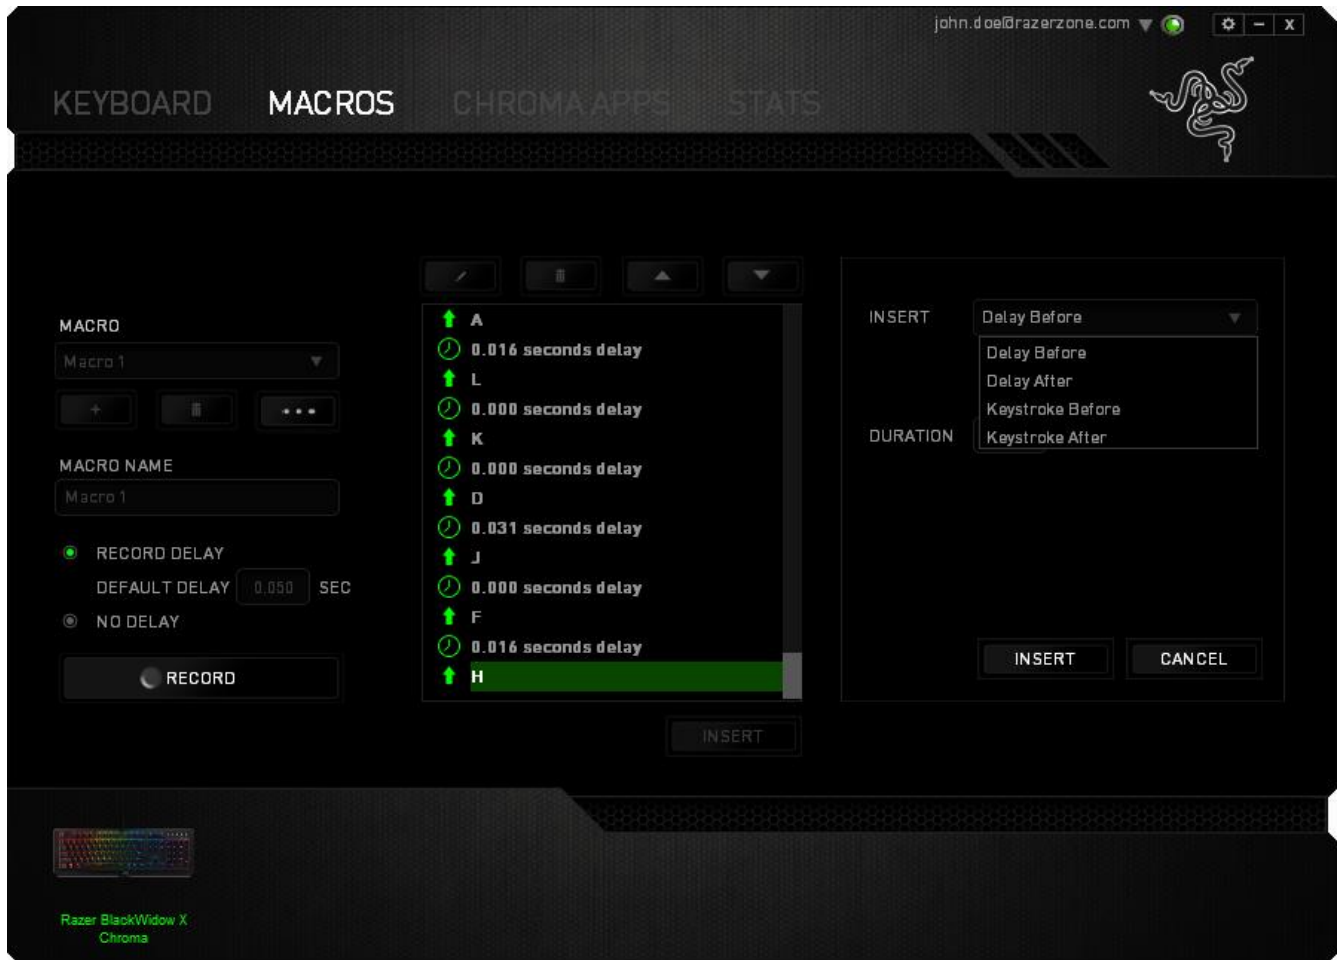 john.doe@razerzone.com
X
KEYBOARD MACROS CHROMA APPS STATS
MACRO
Macro 1
MACRO NAME
Macro 1
RECORD DELAY
DEFAULT DELAY 0.050 SEC
NO DELAY
RECORD
A
0.016 seconds delay
L
0.000 seconds delay
K
0.000 seconds delay
D
0.031 seconds delay
J
0.000 seconds delay
F
0.016 seconds delay
H
INSERT
INSERT Delay Before
Delay Before
Delay After
Keystroke Before
DURATION Keystroke After
INSERT CANCEL
Razer BlackWidow X
Chroma